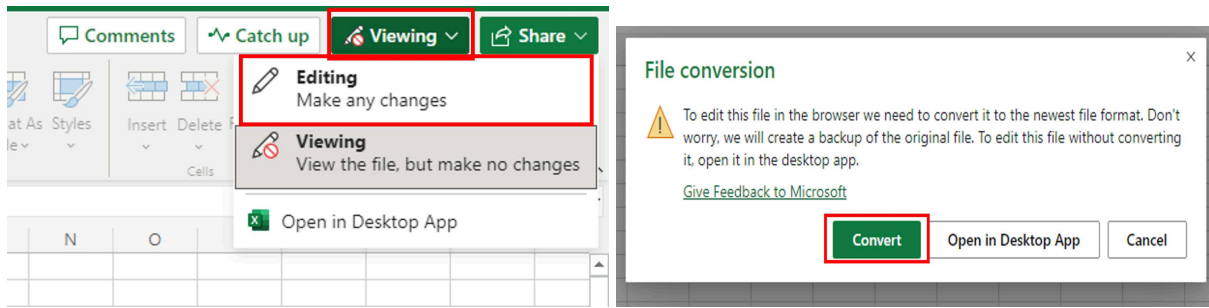 Comments
Catch up
Viewing
Share
Editing
Make any changes
at As Styles
Insert Delete
le
Cells
Viewing
View the file, but make no changes
Open in Desktop App
N O
File conversion
X
To edit this file in the browser we need to convert it to the newest file format. Don't
worry, we will create a backup of the original file. To edit this file without converting
it, open it in the desktop app.
Give Feedback to Microsoft
Convert
Open in Desktop App
Cancel